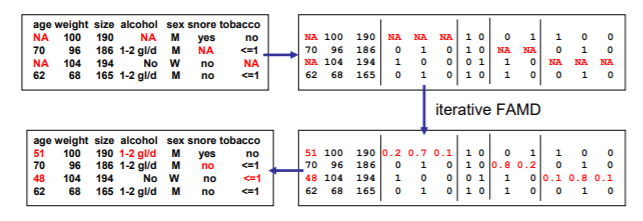 age weight size alcohol sex snore tobacco
NA 100 190 NA M yes no
70 96 186 1-2 gl/d M NA <=1
NA 104 194 No W no NA
62 68 165 1-2 gl/d M no <=1
NA 100 190 NA NA NA 1 0 0 1 1 0 0
70 96 186 0 1 0 1 0 NA NA 0 1 0
NA 104 194 1 0 0 0 1 1 0 NA NA NA
62 68 165 0 1 0 1 0 1 0 0 1 0
iterative FAMD
age weight size alcohol sex snore tobacco
51 100 190 1-2 gl/d M yes no
70 96 186 1-2 gl/d M no <=1
48 104 194 No W no <=1
62 68 165 1-2 gl/d M no <=1
51 100 190 0.2 0.7 0.1 1 0 0 1 1 0 0
70 96 186 0 1 0 1 0 0.8 0.2 0 1 0
48 104 194 1 0 0 0 1 1 0 0.1 0.8 0.1
62 68 165 0 1 0 1 0 1 0 0 1 0